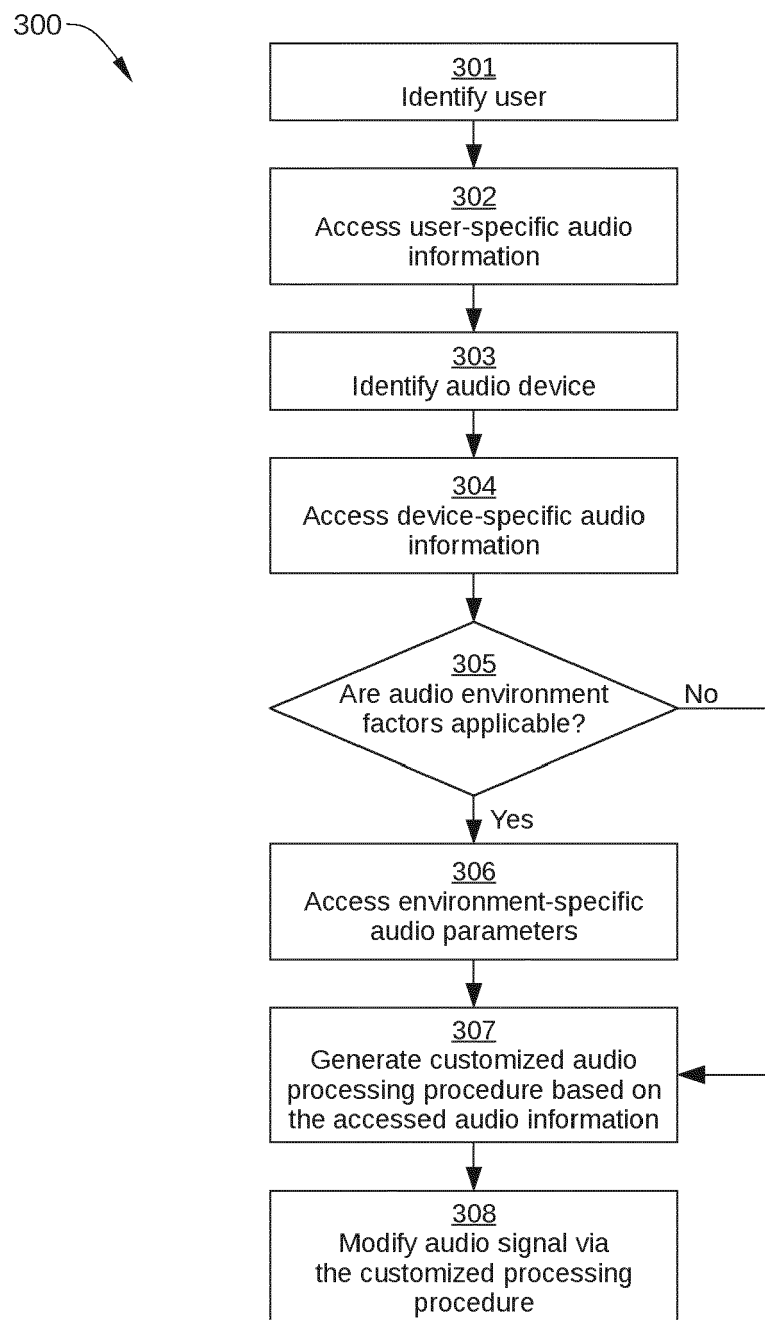 300
301
Identify user
302
Access user-specific audio
information
303
Identify audio device
304
Access device-specific audio
information
305
Are audio environment
factors applicable?
No
Yes
306
Access environment-specific
audio parameters
307
Generate customized audio
processing procedure based on
the accessed audio information
308
Modify audio signal via
the customized processing
procedure